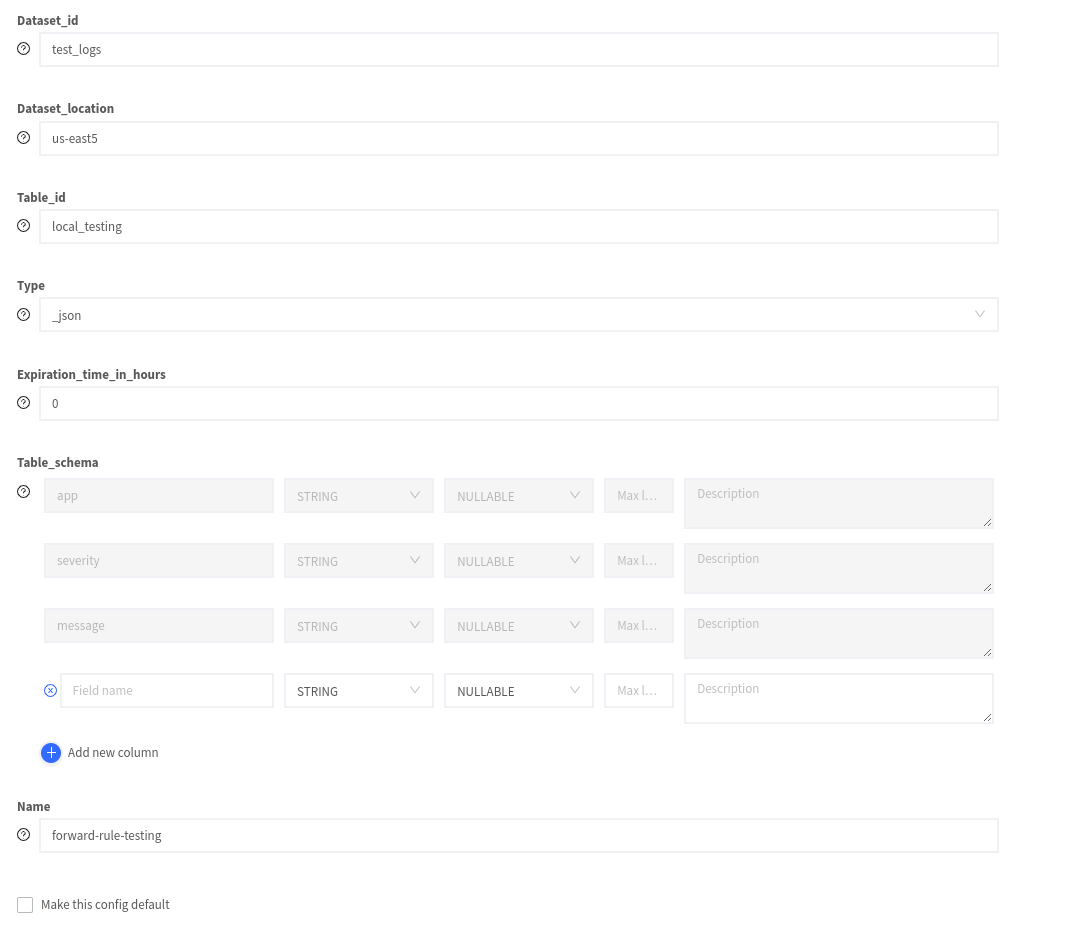 Dataset_id
test_logs
Dataset_location
us-east5
Table_id
local_testing
Type
_json
Expiration_time_in_hours
0
Table_schema
app STRING NULLABLE Max l... Description
severity STRING NULLABLE Max l... Description
message STRING NULLABLE Max l... Description
Field name STRING NULLABLE Max l... Description
Add new column
Name
forward-rule-testing
Make this config default